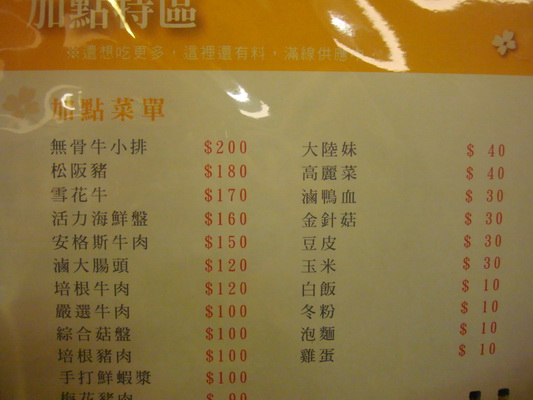 加點特區
※還想吃更多，這裡還有料，滿線供應
加點菜單
無骨牛小排 $200
松阪豬 $180
雪花牛 $170
活力海鮮盤 $160
安格斯牛肉 $150
滷大腸頭 $120
培根牛肉 $120
嚴選牛肉 $100
綜合菇盤 $100
培根豬肉 $100
手打鮮蝦漿 $100
梅花豬肉 $90
大陸妹 $ 40
高麗菜 $ 40
滷鴨血 $ 30
金針菇 $ 30
豆皮 $ 30
玉米 $ 30
白飯 $ 10
冬粉 $ 10
泡麵 $ 10
雞蛋 $ 10